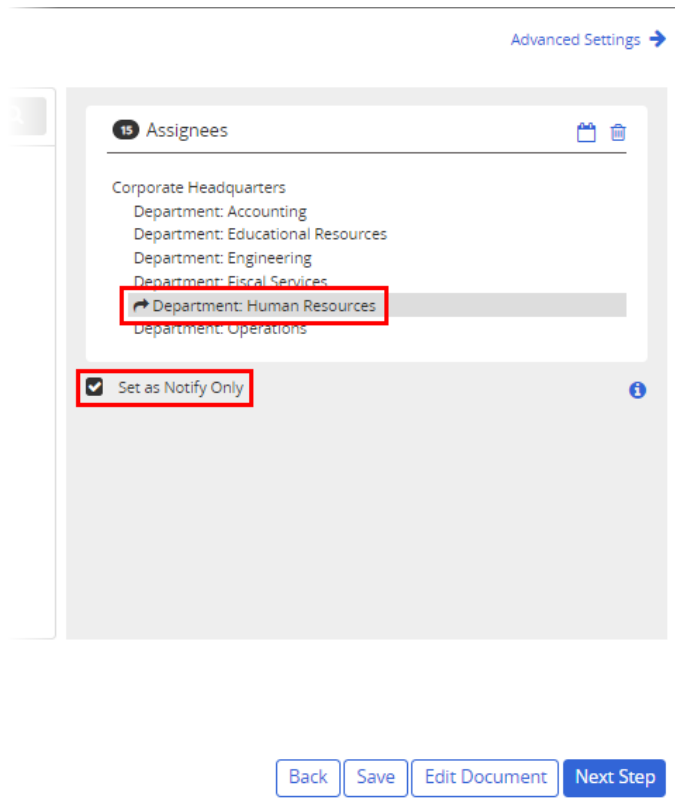 Advanced Settings
15 Assignees
Corporate Headquarters
Department: Accounting
Department: Educational Resources
Department: Engineering
Department: Fiscal Services
Department: Human Resources
Department: Operations
Set as Notify Only
Back Save Edit Document Next Step